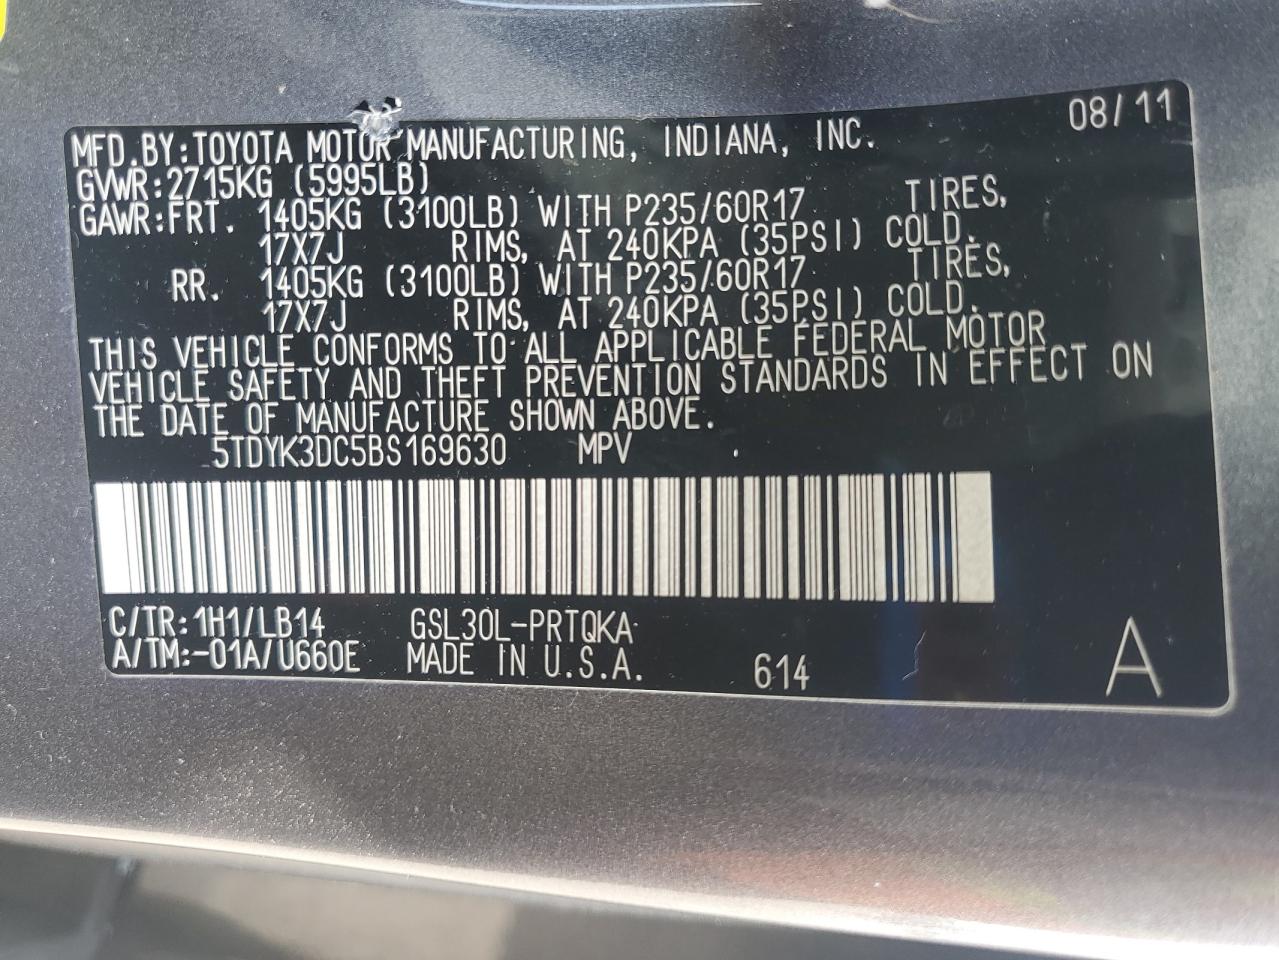 08/11
MFD.BY:TOYOTA MOTOR MANUFACTURING, INDIANA, INC.
GVWR:2715KG (5995LB)
GAWR:FRT. 1405KG (3100LB) WITH P235/60R17 TIRES,
17X7J RIMS, AT 240KPA (35PSI) COLD.
RR. 1405KG (3100LB) WITH P235/60R17 TIRES,
17X7J RIMS, AT 240KPA (35PSI) COLD.
THIS VEHICLE CONFORMS TO ALL APPLICABLE FEDERAL MOTOR
VEHICLE SAFETY AND THEFT PREVENTION STANDARDS IN EFFECT ON
THE DATE OF MANUFACTURE SHOWN ABOVE.
5TDYK3DC5BS169630 MPV
C/TR:1H1/LB14 GSL30L-PRTQKA
A/TM:-01A/U660E MADE IN U.S.A. 614 A